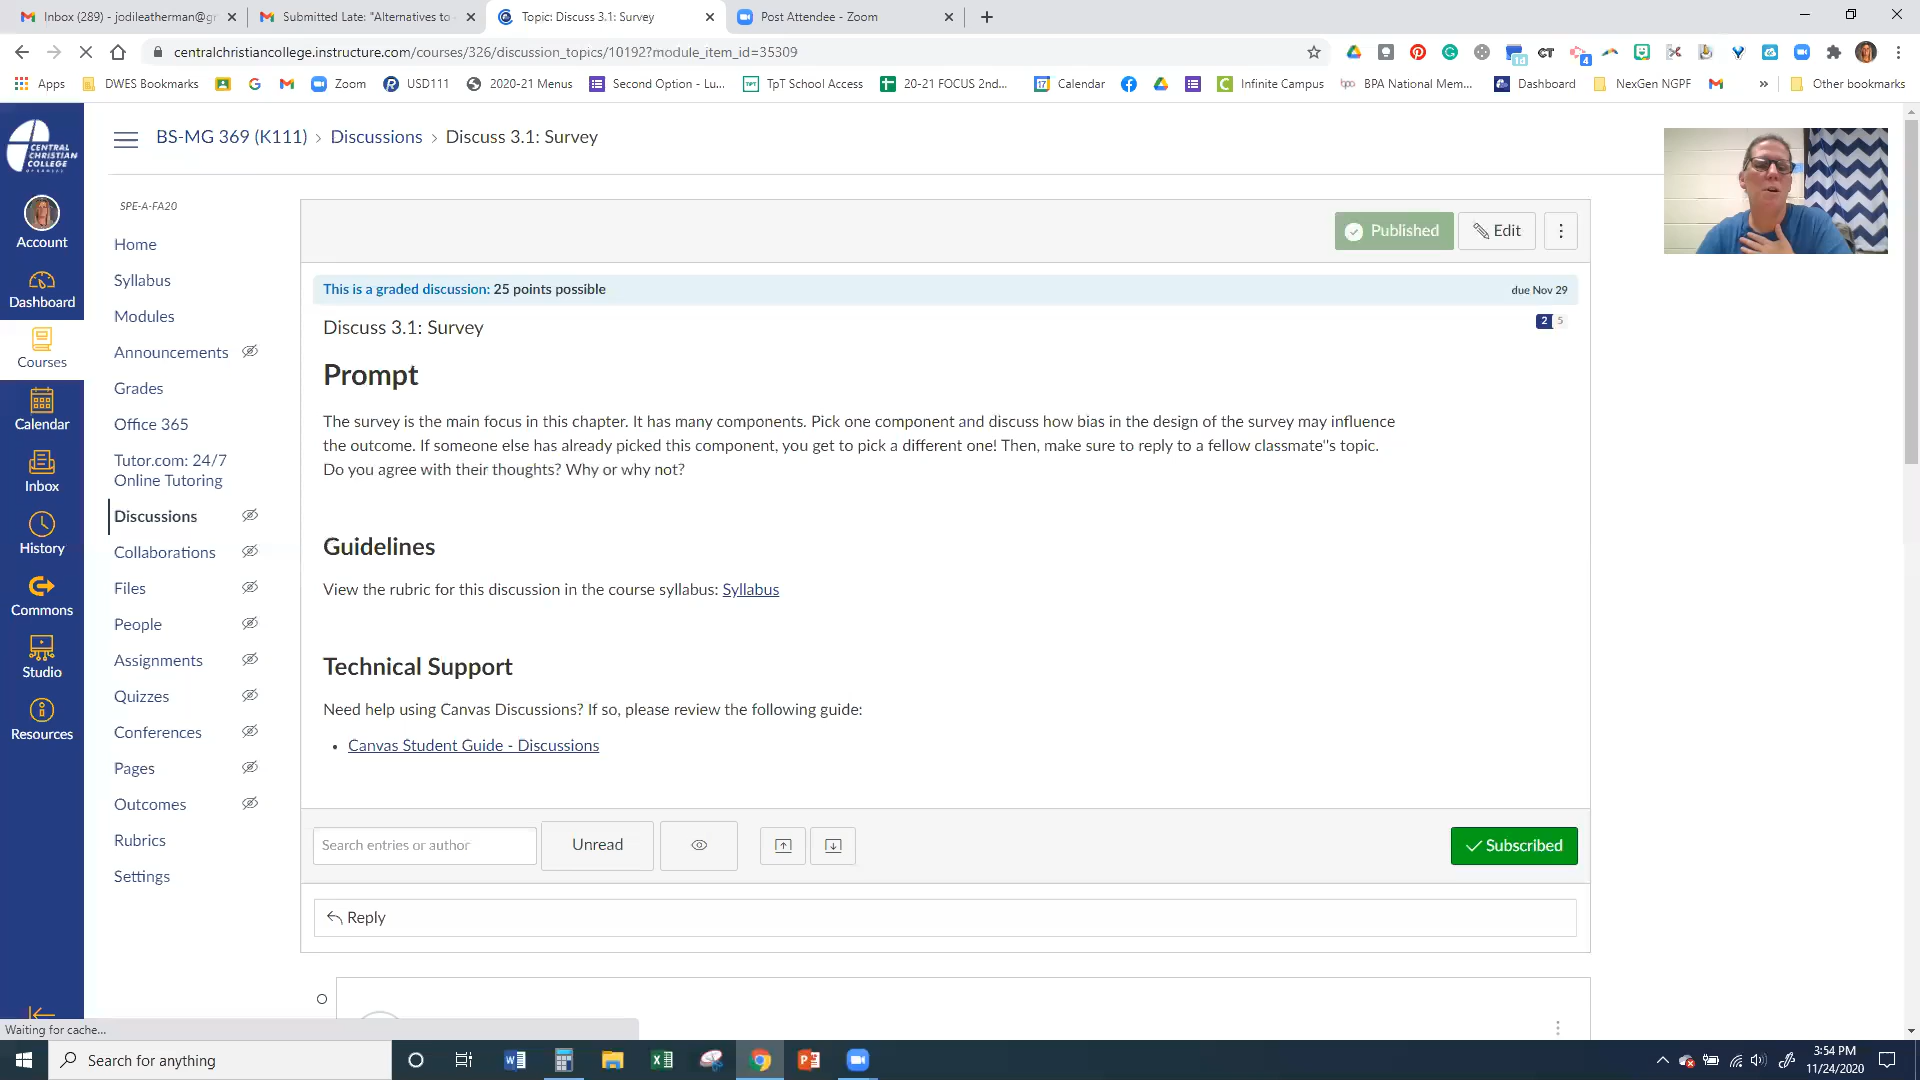 Inbox (289) - jodileatherman@gr
Submitted Late: "Alternatives to
Topic: Discuss 3.1: Survey
Post Attendee - Zoom
centralchristiancollege.instructure.com/courses/326/discussion_topics/10192?module_item_id=35309
Apps
DWES Bookmarks
Zoom
USD111
2020-21 Menus
Second Option - Lu...
TpT School Access
20-21 FOCUS 2nd...
Calendar
Infinite Campus
BPA National Mem...
Dashboard
NexGen NGPF
Other bookmarks
CENTRAL
CHRISTIAN
COLLEGE
OF KANSAS
Account
Dashboard
Courses
Calendar
Inbox
History
Commons
Studio
Resources
BS-MG 369 (K111) › Discussions › Discuss 3.1: Survey
SPE-A-FA20
Home
Syllabus
Modules
Announcements
Grades
Office 365
Tutor.com: 24/7
Online Tutoring
Discussions
Collaborations
Files
People
Assignments
Quizzes
Conferences
Pages
Outcomes
Rubrics
Settings
Published
Edit
This is a graded discussion: 25 points possible
due Nov 29
Discuss 3.1: Survey
2 5
Prompt
The survey is the main focus in this chapter. It has many components. Pick one component and discuss how bias in the design of the survey may influence
the outcome. If someone else has already picked this component, you get to pick a different one! Then, make sure to reply to a fellow classmate"s topic.
Do you agree with their thoughts? Why or why not?
Guidelines
View the rubric for this discussion in the course syllabus: Syllabus
Technical Support
Need help using Canvas Discussions? If so, please review the following guide:
Canvas Student Guide - Discussions
Search entries or author
Unread
Subscribed
Reply
Waiting for cache...
Search for anything
3:54 PM
11/24/2020